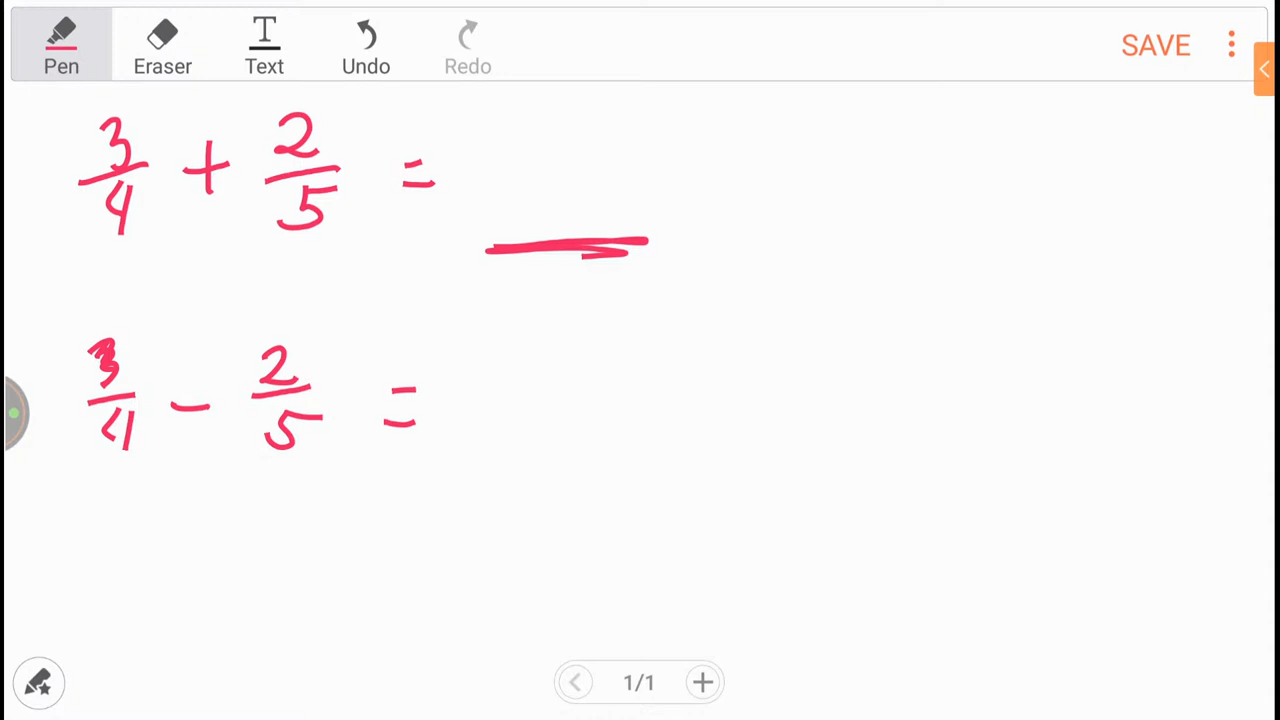 Pen Eraser Text Undo Redo SAVE
3/4 + 2/5 =
3/4 - 2/5 =
1/1